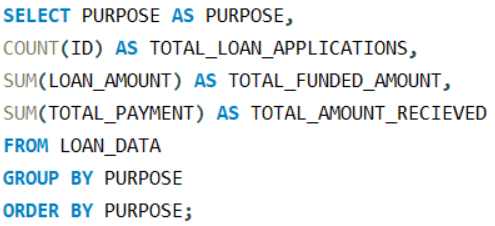 SELECT PURPOSE AS PURPOSE,
COUNT(ID) AS TOTAL_LOAN_APPLICATIONS,
SUM(LOAN_AMOUNT) AS TOTAL_FUNDED_AMOUNT,
SUM(TOTAL_PAYMENT) AS TOTAL_AMOUNT_RECIEVED
FROM LOAN_DATA
GROUP BY PURPOSE
ORDER BY PURPOSE;